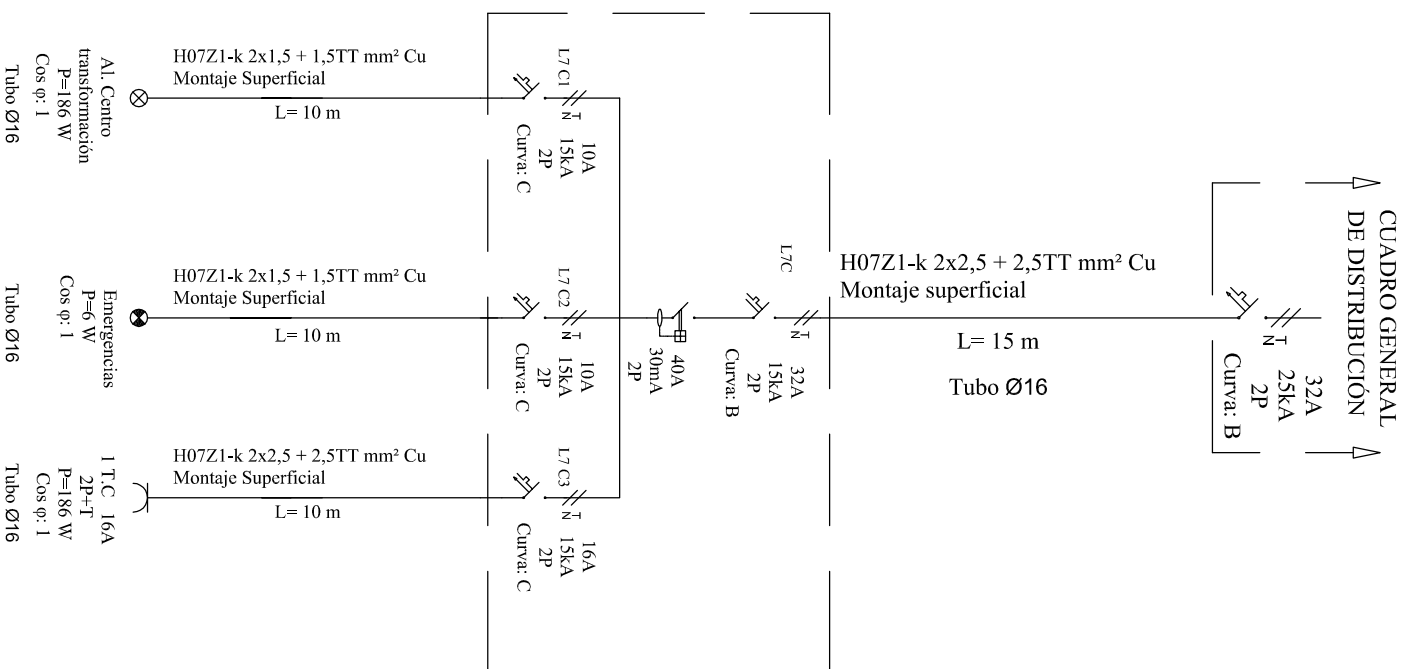 CUADRO GENERAL
DE DISTRIBUCIÓN
T
N
32A
25kA
2P
Curva: B
H07Z1-k 2x2,5 + 2,5TT mm² Cu
Montaje superficial
L= 15 m
Tubo Ø16
L7C
T
N
32A
15kA
2P
Curva: B
40A
30mA
2P
L7 C1
T
N
10A
15kA
2P
Curva: C
H07Z1-k 2x1,5 + 1,5TT mm² Cu
Montaje Superficial
L= 10 m
Al. Centro
transformación
P=186 W
Cos φ: 1
Tubo Ø16
L7 C2
T
N
10A
15kA
2P
Curva: C
H07Z1-k 2x1,5 + 1,5TT mm² Cu
Montaje Superficial
L= 10 m
Emergencias
P=6 W
Cos φ: 1
Tubo Ø16
L7 C3
T
N
16A
15kA
2P
Curva: C
H07Z1-k 2x2,5 + 2,5TT mm² Cu
Montaje Superficial
L= 10 m
1 T.C 16A
2P+T
P=186 W
Cos φ: 1
Tubo Ø16